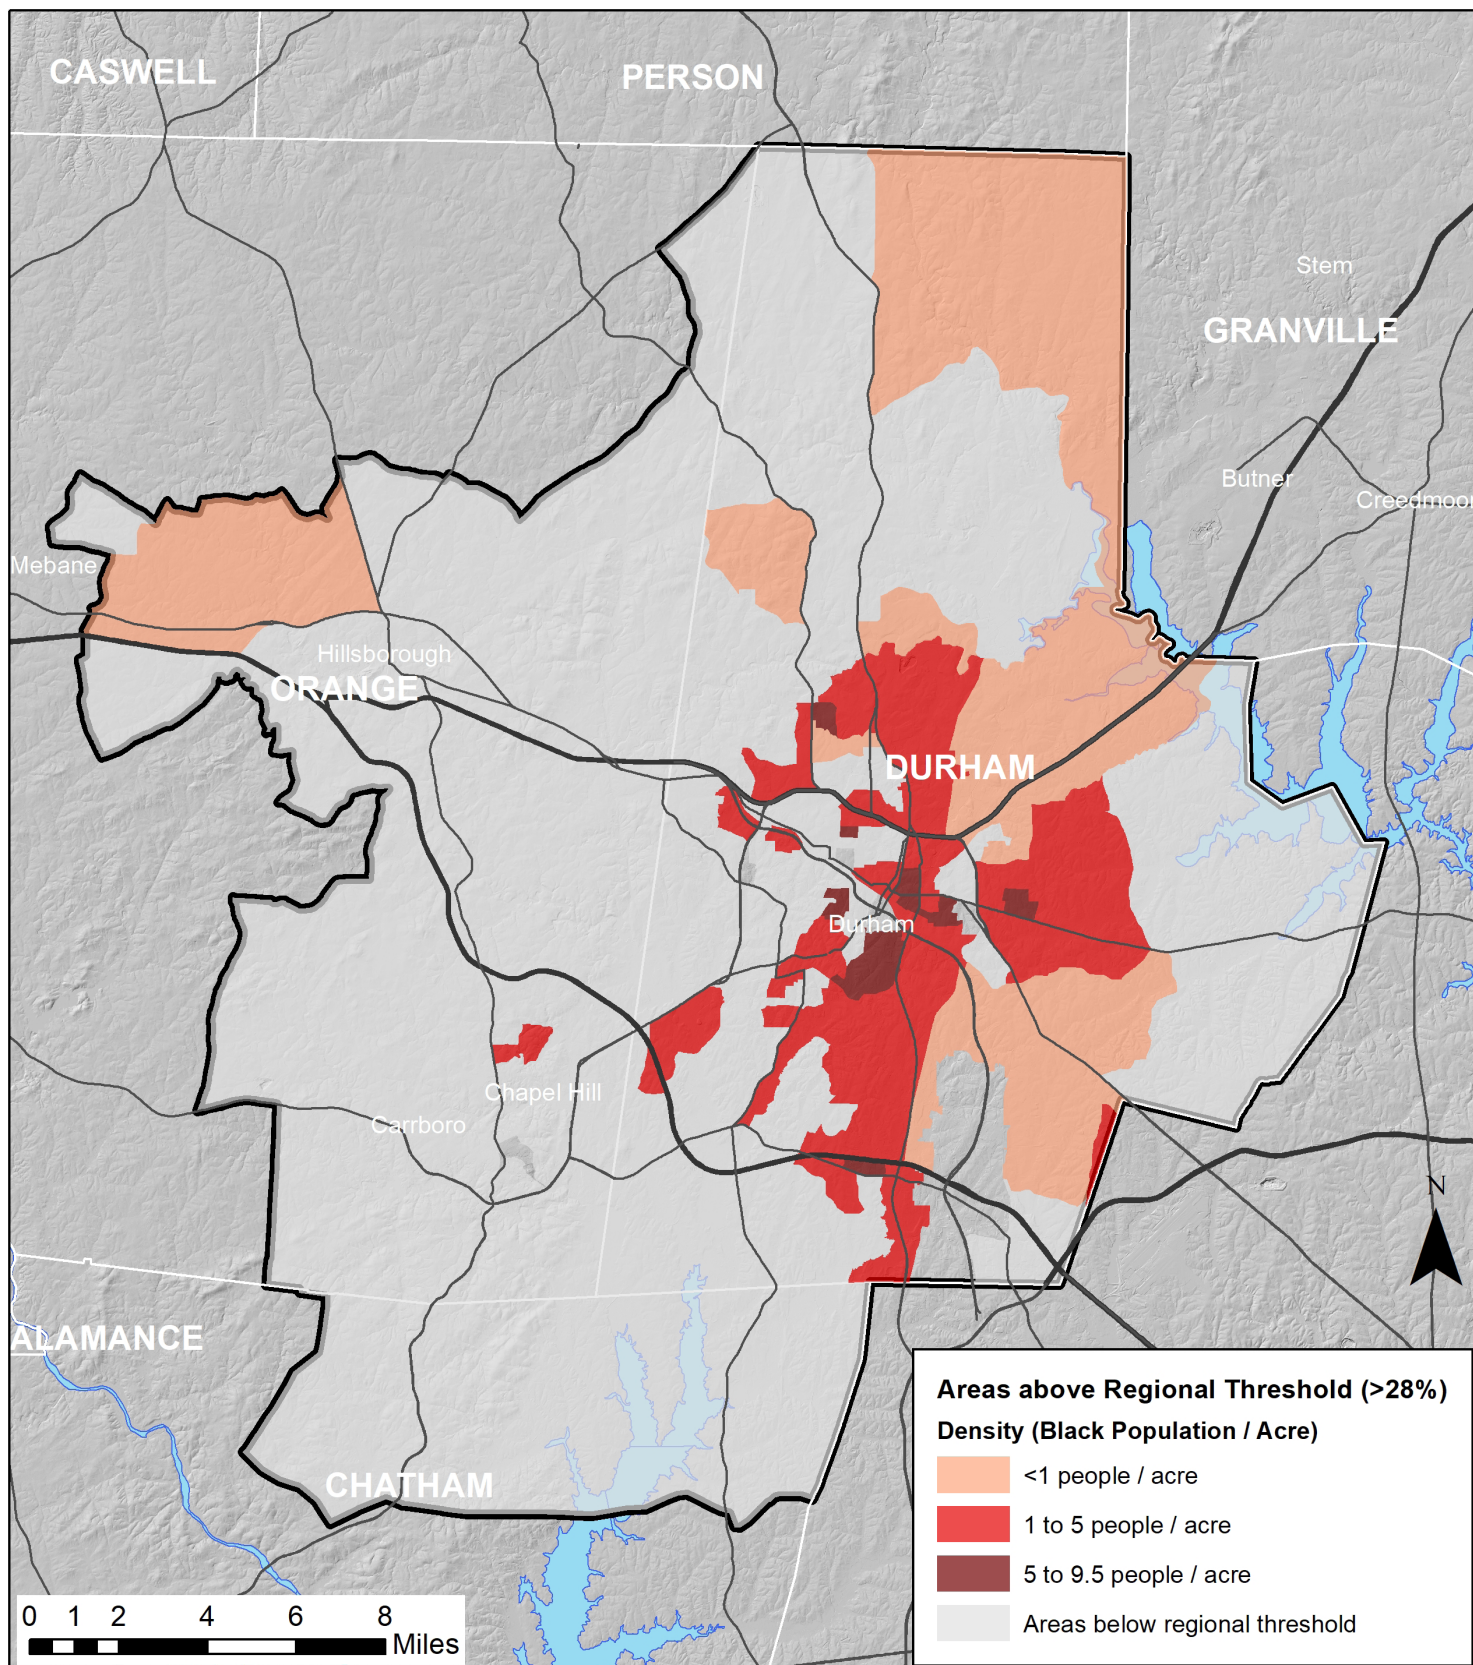 CASWELL
PERSON
Stem
GRANVILLE
Butner
Creedmoor
Mebane
Hillsborough
ORANGE
DURHAM
Durham
Chapel Hill
Carrboro
N
ALAMANCE
CHATHAM
Areas above Regional Threshold (>28%)
Density (Black Population / Acre)
<1 people / acre
1 to 5 people / acre
5 to 9.5 people / acre
Areas below regional threshold
0 1 2 4 6 8
Miles